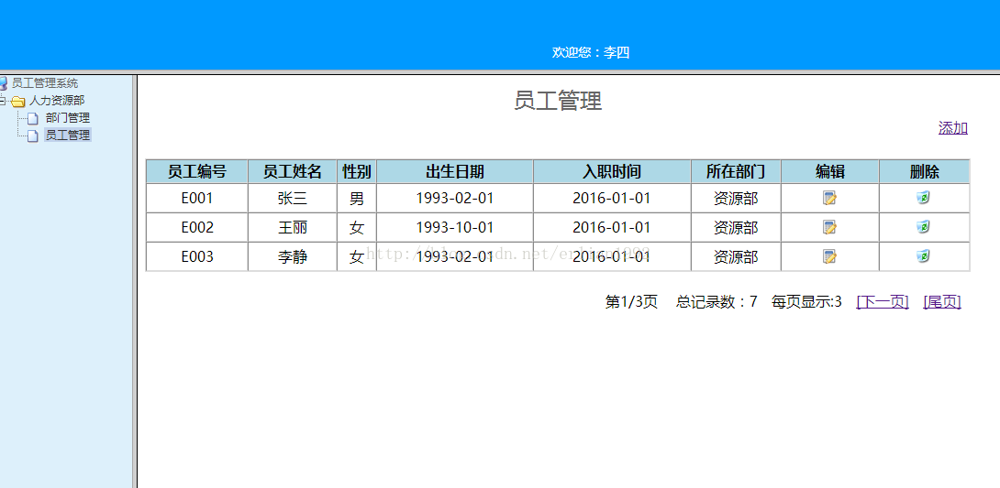 欢迎您：李四
员工管理系统
人力资源部
部门管理
员工管理
员工管理
添加
员工编号 员工姓名 性别 出生日期 入职时间 所在部门 编辑 删除
E001 张三 男 1993-02-01 2016-01-01 资源部
E002 王丽 女 1993-10-01 2016-01-01 资源部
E003 李静 女 1993-02-01 2016-01-01 资源部
第1/3页 总记录数：7 每页显示:3 [下一页] [尾页]